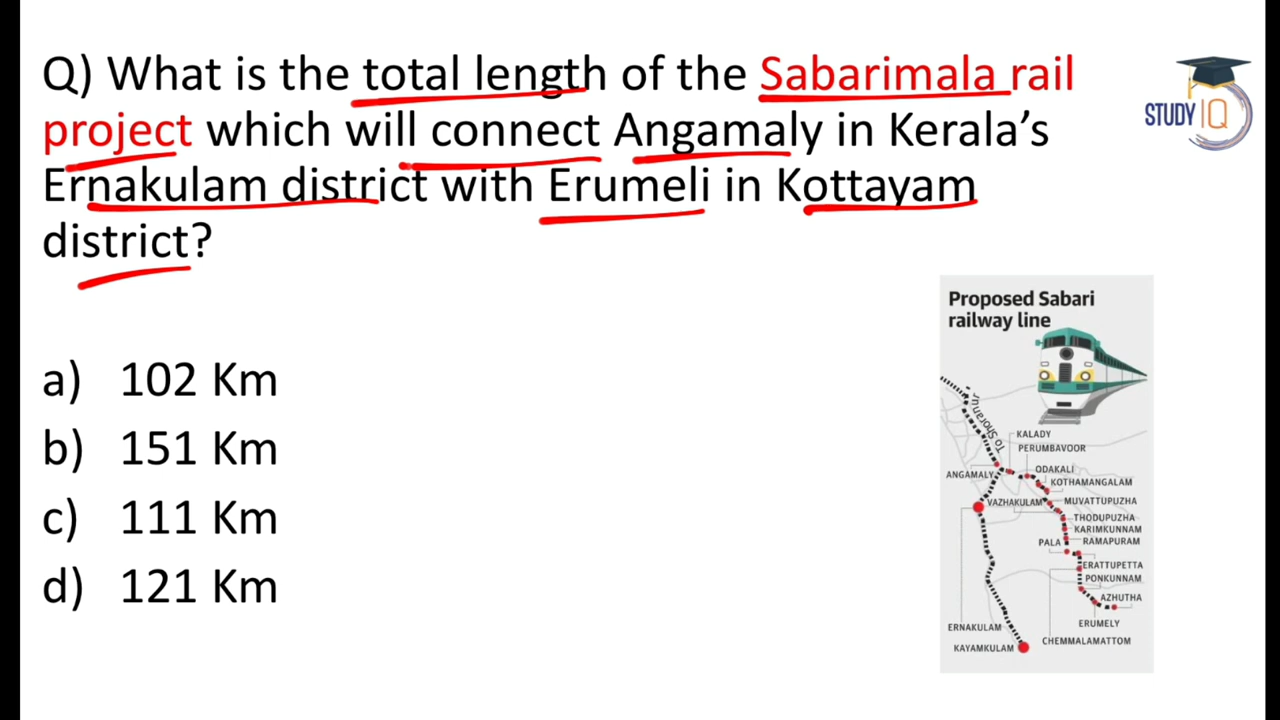 Q) What is the total length of the Sabarimala rail
project which will connect Angamaly in Kerala's
Ernakulam district with Erumeli in Kottayam
district?
STUDY IQ
a) 102 Km
b) 151 Km
c) 111 Km
d) 121 Km
Proposed Sabari
railway line
To Shoranur
KALADY
PERUMBAVOOR
ANGAMALY
ODAKALI
KOTHAMANGALAM
VAZHAKULAM
MUVATTUPUZHA
THODUPUZHA
KARIMKUNNAM
PALA
RAMAPURAM
ERATTUPETTA
PONKUNNAM
AZHUTHA
ERUMELY
ERNAKULAM
CHEMMALAMATTOM
KAYAMKULAM